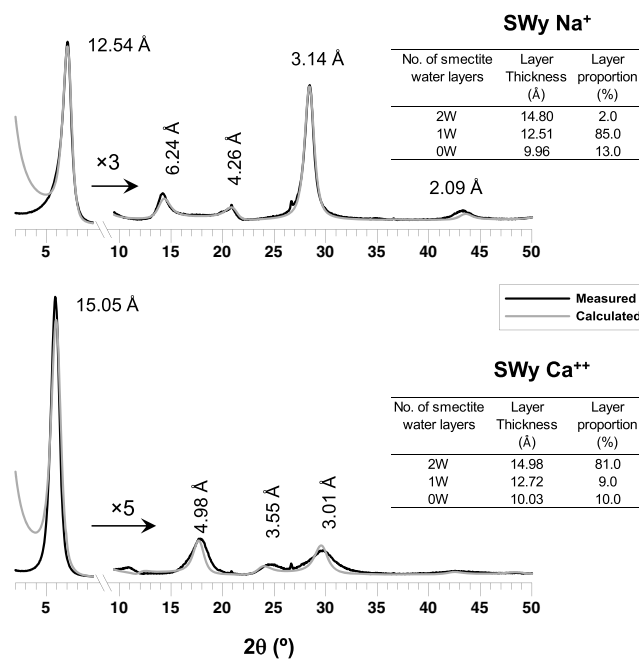 SWy Na⁺
12.54 Å
3.14 Å
No. of smectite water layers Layer Thickness (Å) Layer proportion (%)
2W 14.80 2.0
1W 12.51 85.0
0W 9.96 13.0
×3
6.24 Å
4.26 Å
2.09 Å
5 10 15 20 25 30 35 40 45 50
15.05 Å
Measured
Calculated
SWy Ca⁺⁺
No. of smectite water layers Layer Thickness (Å) Layer proportion (%)
2W 14.98 81.0
1W 12.72 9.0
0W 10.03 10.0
×5
4.98 Å
3.55 Å
3.01 Å
5 10 15 20 25 30 35 40 45 50
2θ (º)